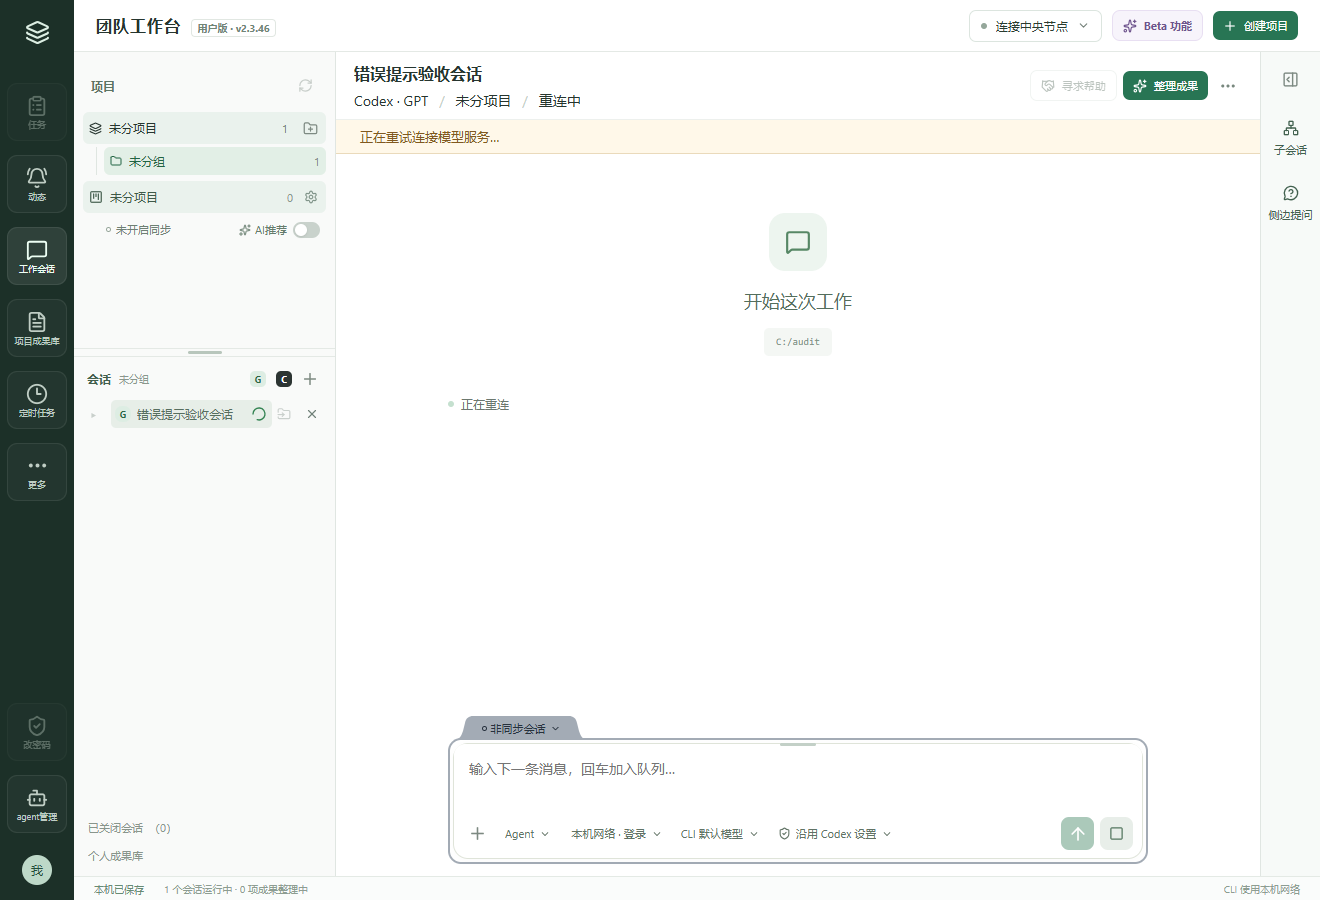 团队工作台 用户版 · v2.3.46 连接中央节点 Beta 功能 创建项目
任务
动态
工作会话
项目成果库
定时任务
更多
改密码
agent管理
我
项目
未分项目 1
未分组 1
未分项目 0
未开启同步 AI推荐
会话 未分组 G C
G 错误提示验收会话
已关闭会话 (0)
个人成果库
错误提示验收会话
Codex · GPT / 未分项目 / 重连中
寻求帮助 整理成果
正在重试连接模型服务...
开始这次工作
C:/audit
正在重连
非同步会话
输入下一条消息，回车加入队列...
Agent 本机网络 · 登录 CLI 默认模型 沿用 Codex 设置
子会话
侧边提问
本机已保存 1 个会话运行中 · 0 项成果整理中 CLI 使用本机网络